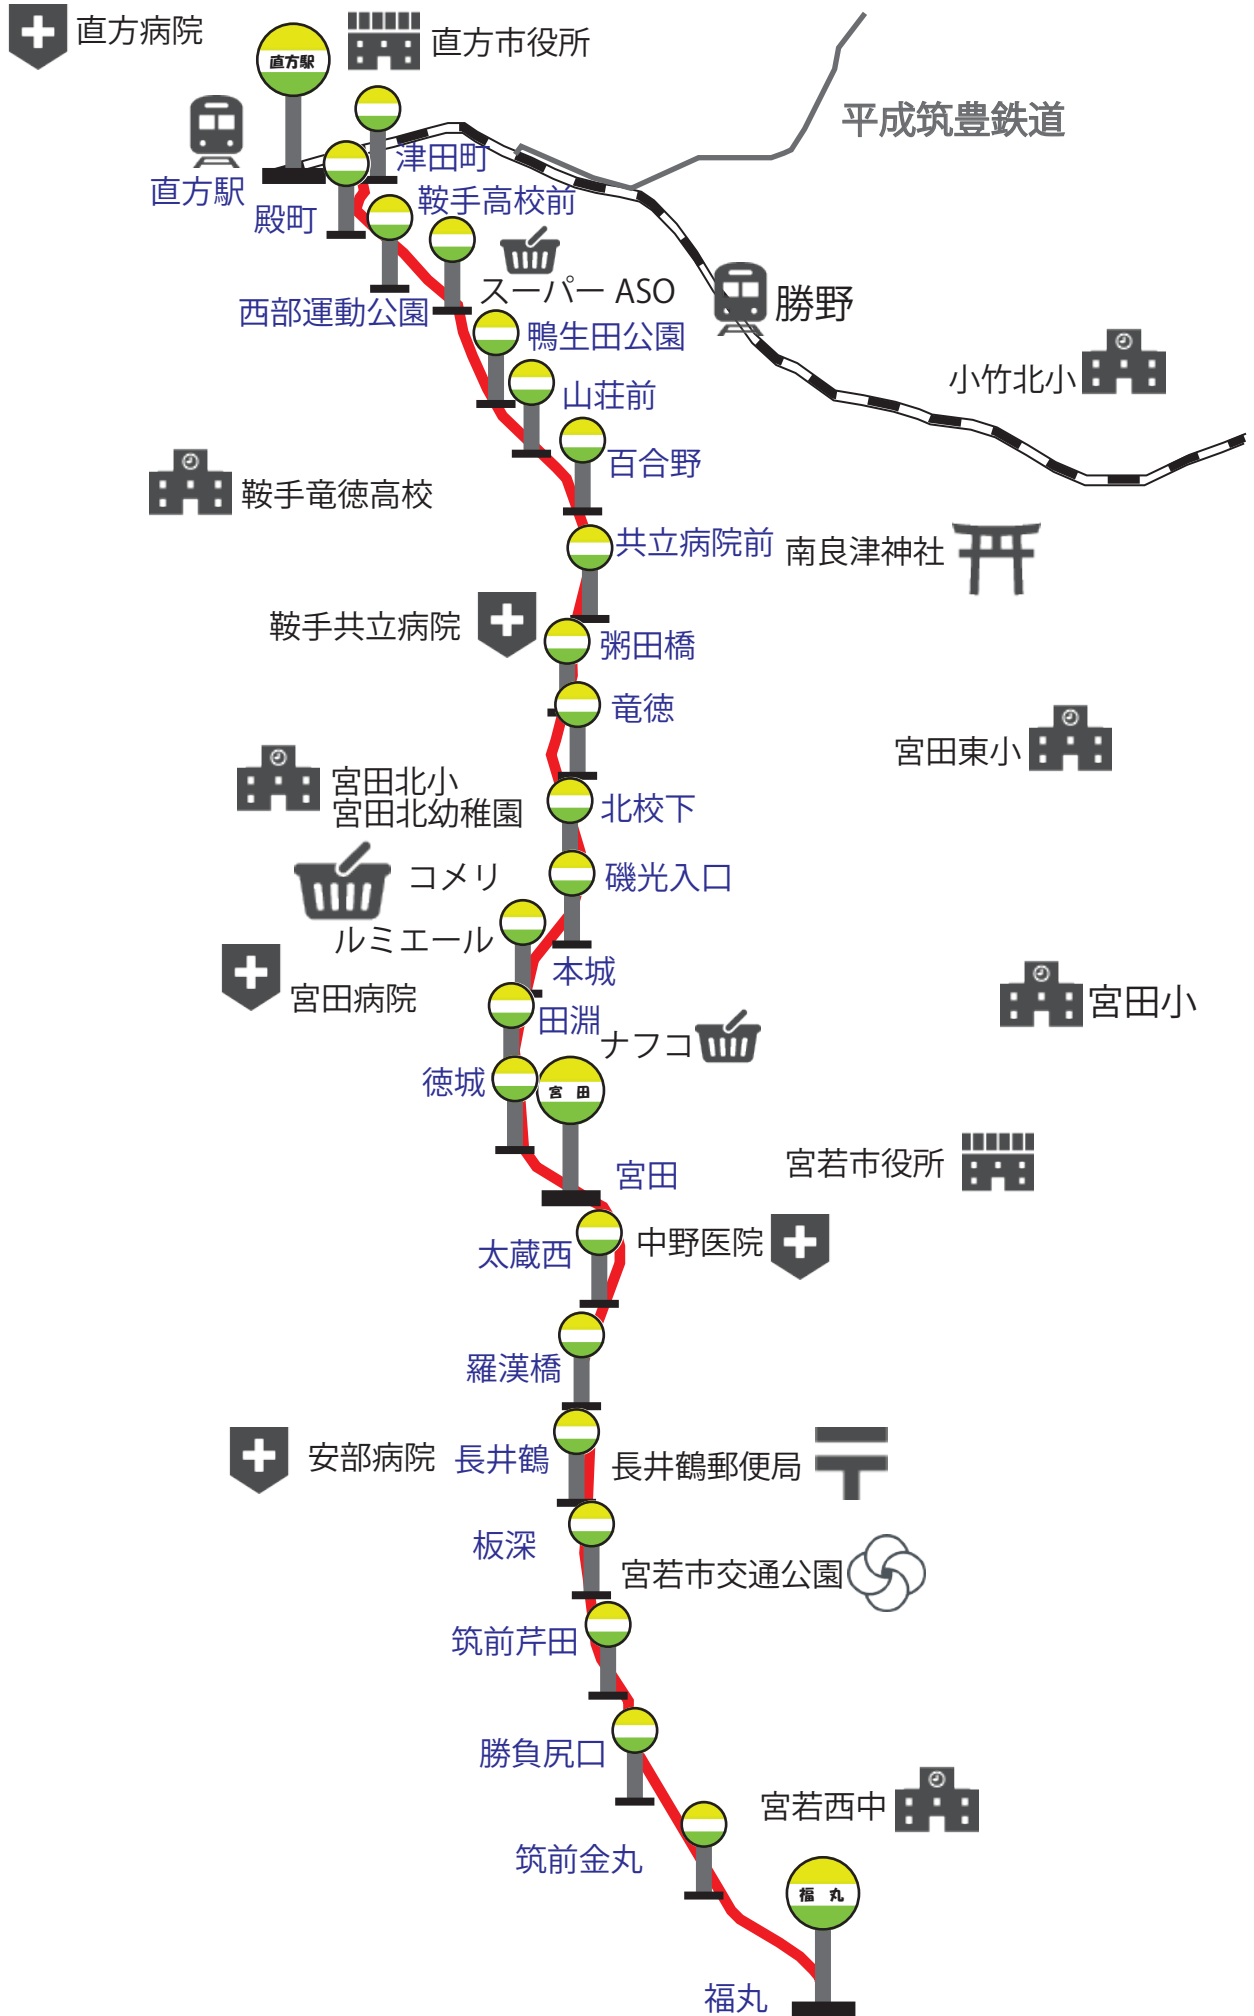 直方病院
直方駅
直方市役所
平成筑豊鉄道
津田町
直方駅
鞍手高校前
殿町
スーパー ASO
勝野
西部運動公園
鴨生田公園
小竹北小
山荘前
百合野
鞍手竜徳高校
共立病院前
南良津神社
鞍手共立病院
粥田橋
竜徳
宮田東小
宮田北小
宮田北幼稚園
北校下
コメリ
磯光入口
ルミエール
本城
宮田病院
宮田小
田淵
ナフコ
徳城
宮 田
宮若市役所
宮田
中野医院
太蔵西
羅漢橋
安部病院
長井鶴
長井鶴郵便局
板深
宮若市交通公園
筑前芹田
勝負尻口
宮若西中
筑前金丸
福 丸
福丸